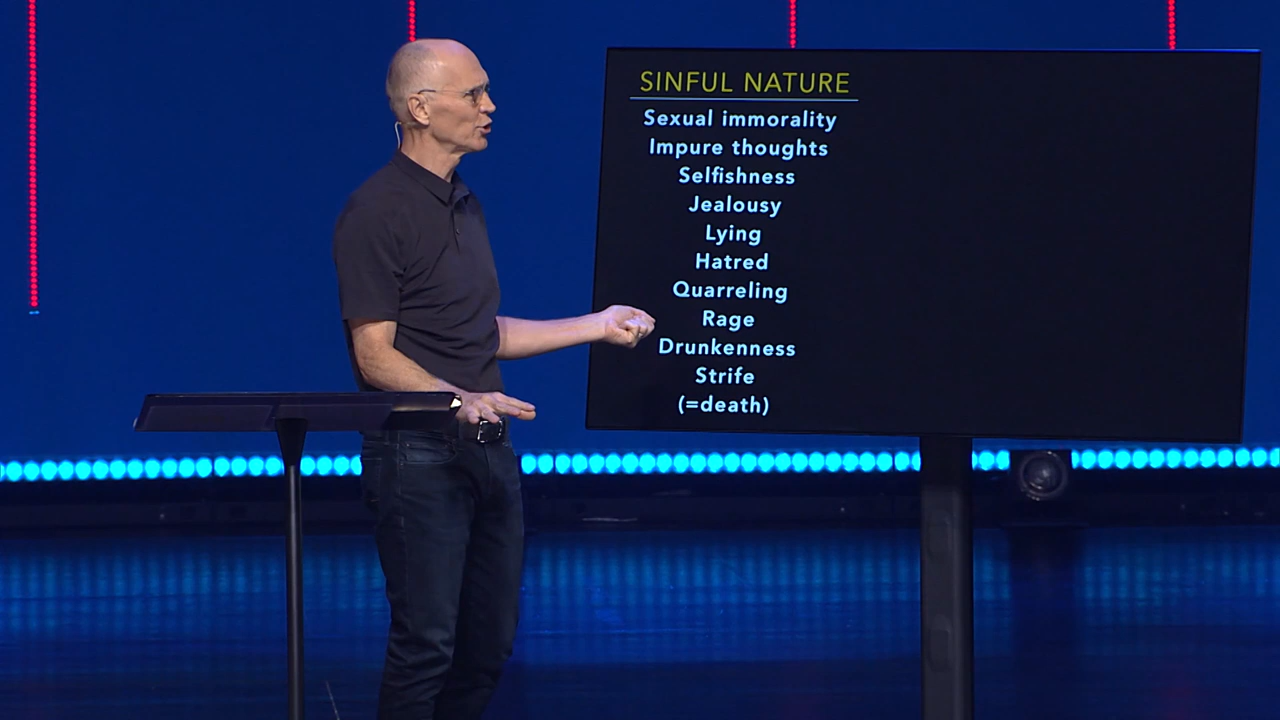 SINFUL NATURE
Sexual immorality
Impure thoughts
Selfishness
Jealousy
Lying
Hatred
Quarreling
Rage
Drunkenness
Strife
(=death)